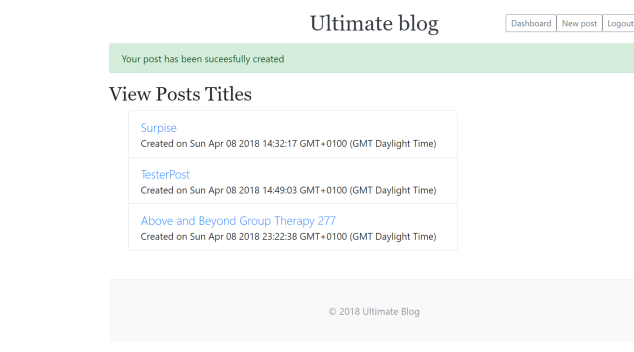 Ultimate blog
Dashboard New post Logout
Your post has been suceesfully created
View Posts Titles
Surpise
Created on Sun Apr 08 2018 14:32:17 GMT+0100 (GMT Daylight Time)
TesterPost
Created on Sun Apr 08 2018 14:49:03 GMT+0100 (GMT Daylight Time)
Above and Beyond Group Therapy 277
Created on Sun Apr 08 2018 23:22:38 GMT+0100 (GMT Daylight Time)
© 2018 Ultimate Blog